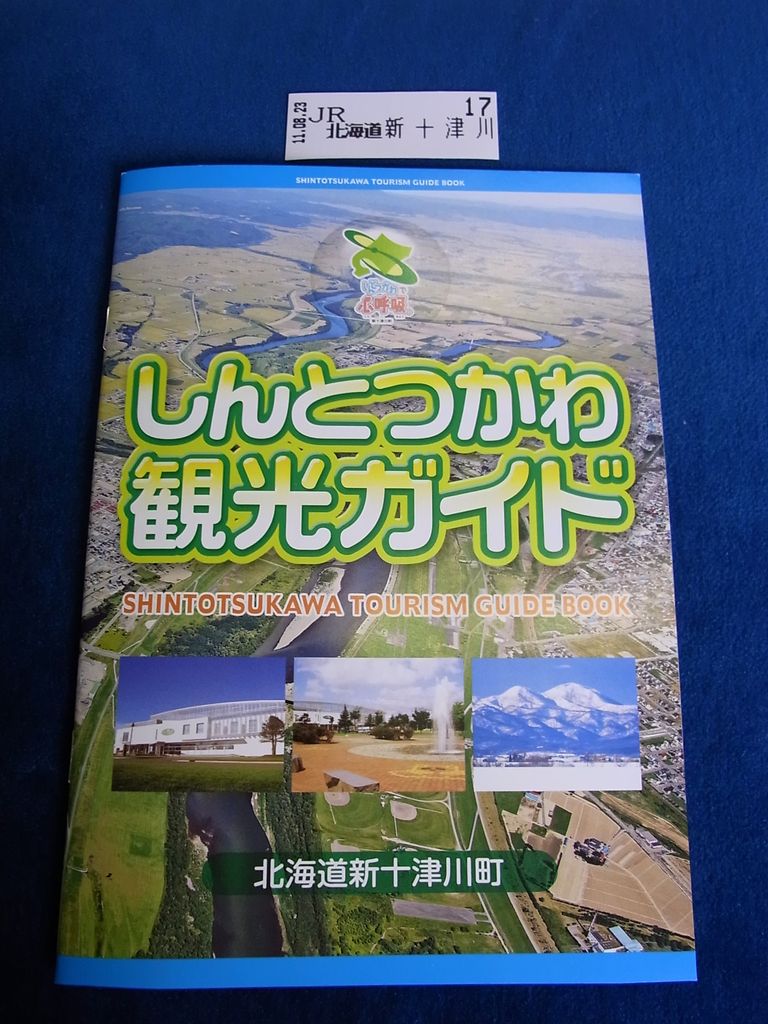 11.08.23
JR
北海道新十津川
17
SHINTOTSUKAWA TOURISM GUIDE BOOK
しんとつかわ
観光ガイド
SHINTOTSUKAWA TOURISM GUIDE BOOK
北海道新十津川町